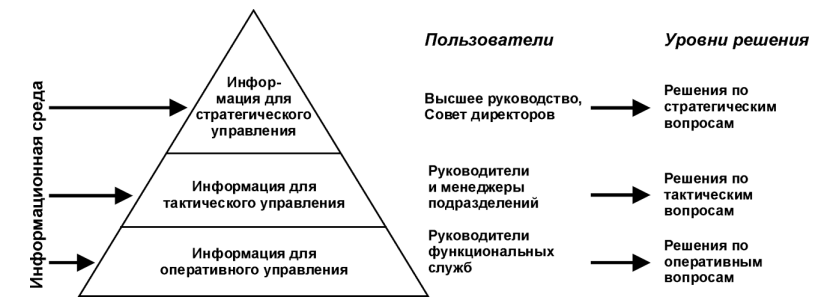 Пользователи
Уровни решения
Информационная среда
Инфор-
мация для
стратегического
управления
Высшее руководство,
Совет директоров
Решения по
стратегическим
вопросам
Информация для
тактического управления
Руководители
и менеджеры
подразделений
Решения по
тактическим
вопросам
Информация для
оперативного управления
Руководители
функциональных
служб
Решения по
оперативным
вопросам